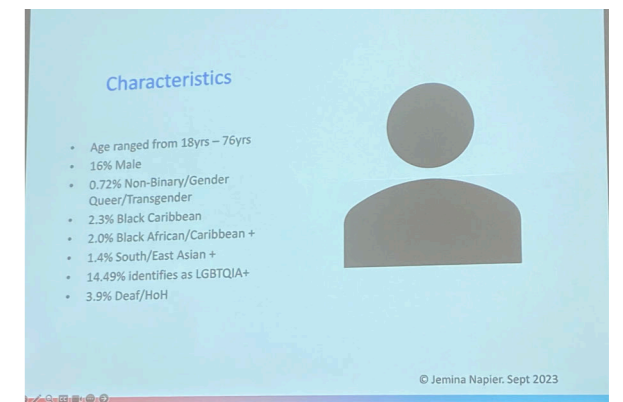 Characteristics
• Age ranged from 18yrs – 76yrs
• 16% Male
• 0.72% Non-Binary/Gender
Queer/Transgender
• 2.3% Black Caribbean
• 2.0% Black African/Caribbean +
• 1.4% South/East Asian +
• 14.49% identifies as LGBTQIA+
• 3.9% Deaf/HoH
© Jemina Napier. Sept 2023